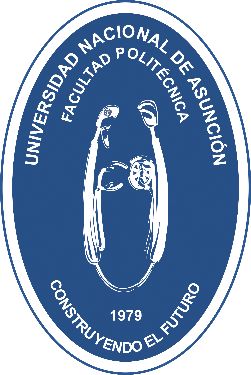 UNIVERSIDAD NACIONAL DE ASUNCIÓN
FACULTAD POLITÉCNICA
1979
CONSTRUYENDO EL FUTURO